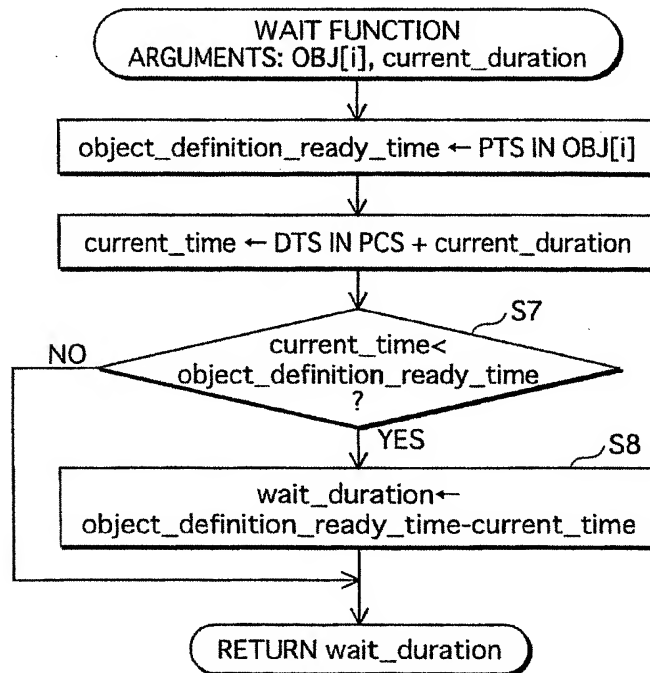 WAIT FUNCTION
ARGUMENTS: OBJ[i], current_duration
object_definition_ready_time ← PTS IN OBJ[i]
current_time ← DTS IN PCS + current_duration
S7
NO
current_time<
object_definition_ready_time
?
YES
S8
wait_duration←
object_definition_ready_time-current_time
RETURN wait_duration